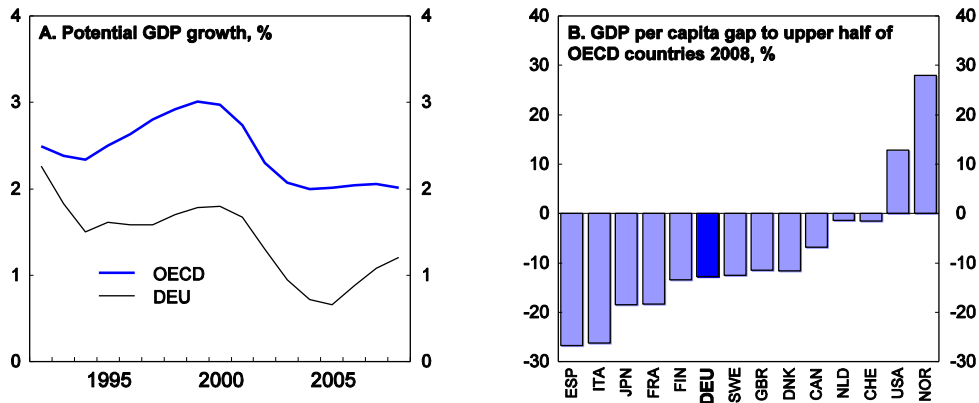 A. Potential GDP growth, %
4
4
3
3
2
2
1
1
0
0
OECD
DEU
1995
2000
2005
B. GDP per capita gap to upper half of
OECD countries 2008, %
40
40
30
30
20
20
10
10
0
0
-10
-10
-20
-20
-30
-30
ESP
ITA
JPN
FRA
FIN
DEU
SWE
GBR
DNK
CAN
NLD
CHE
USA
NOR